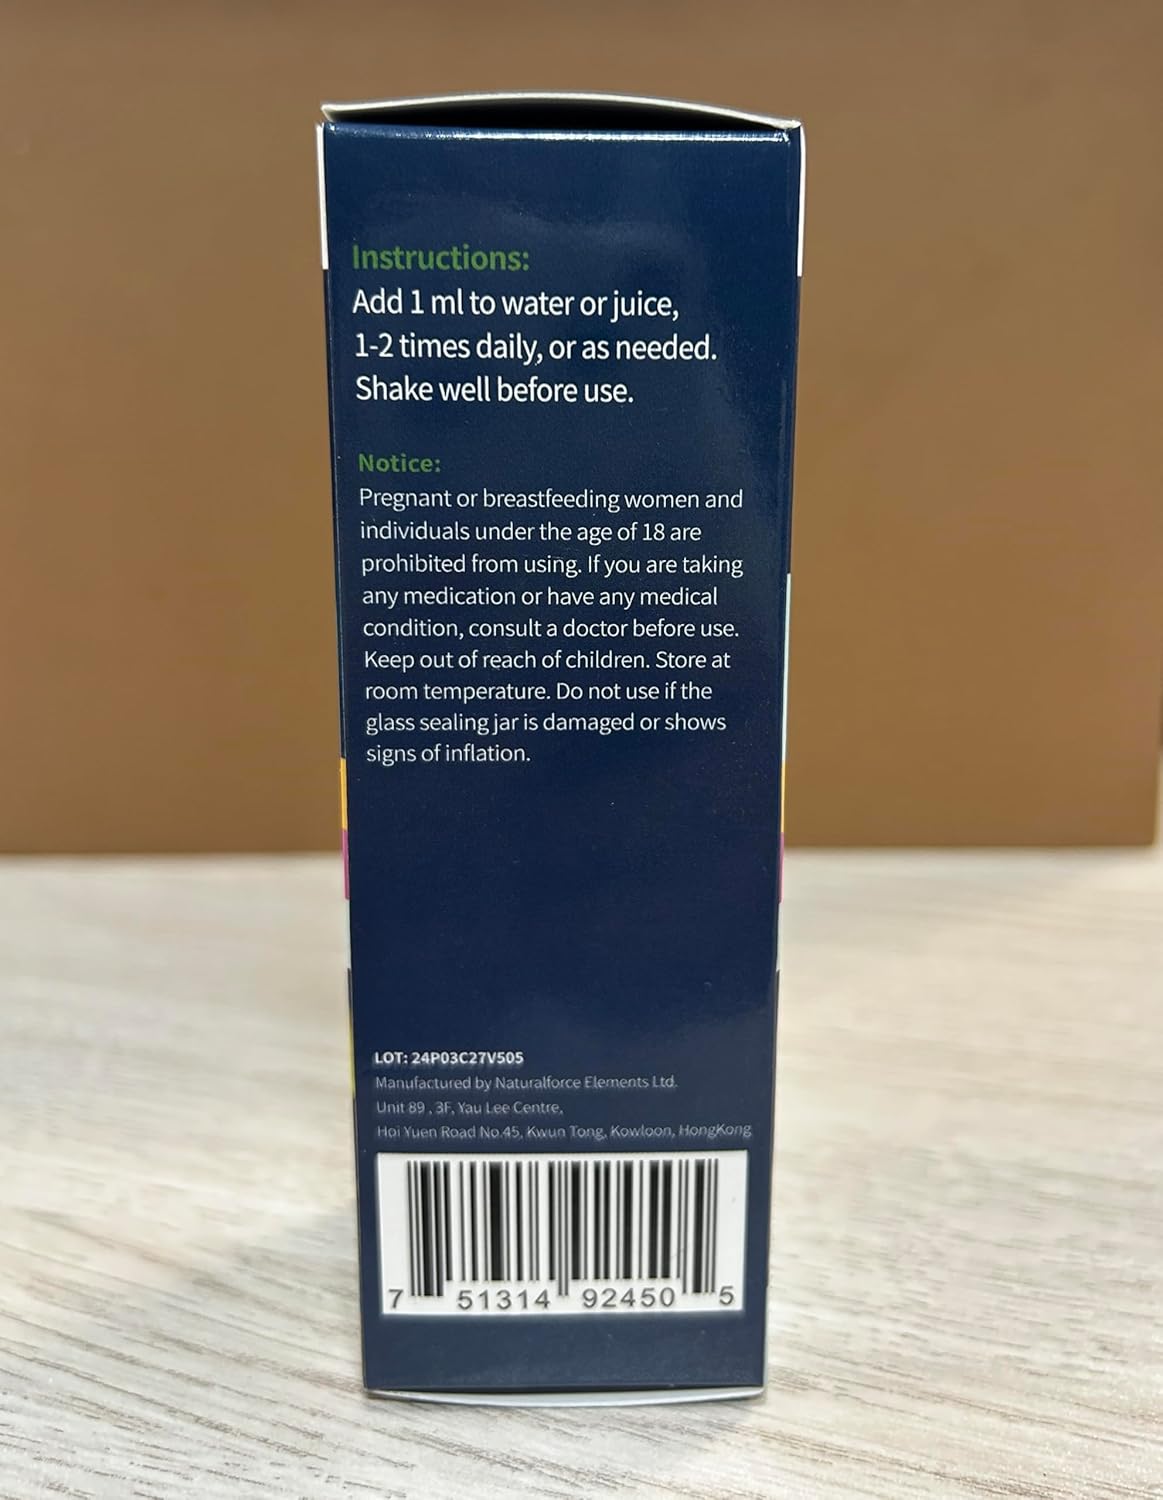 Instructions:
Add 1 ml to water or juice,
1-2 times daily, or as needed.
Shake well before use.
Notice:
Pregnant or breastfeeding women and
individuals under the age of 18 are
prohibited from using. If you are taking
any medication or have any medical
condition, consult a doctor before use.
Keep out of reach of children. Store at
room temperature. Do not use if the
glass sealing jar is damaged or shows
signs of inflation.
LOT: 24P03C27V505
Manufactured by Naturalforce Elements Ltd.
Unit 89 , 3F, Yau Lee Centre,
Hoi Yuen Road No.45, Kwun Tong, Kowloon, HongKong
7 51314 92450 5